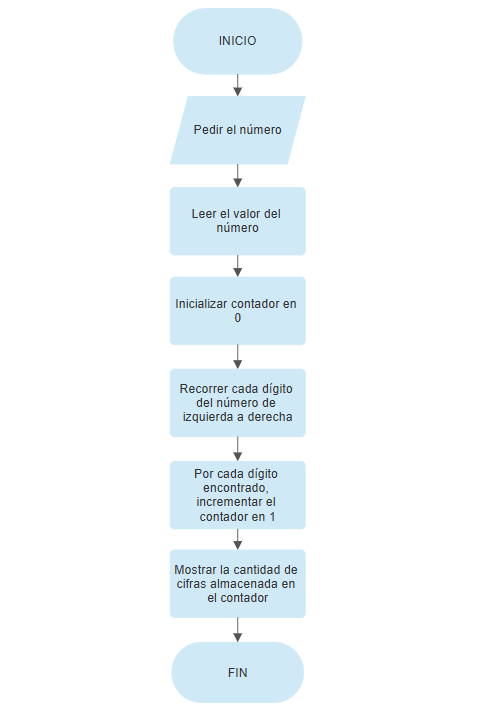 INICIO
Pedir el número
Leer el valor del
número
Inicializar contador en
0
Recorrer cada dígito
del número de
izquierda a derecha
Por cada dígito
encontrado,
incrementar el
contador en 1
Mostrar la cantidad de
cifras almacenada en
el contador
FIN